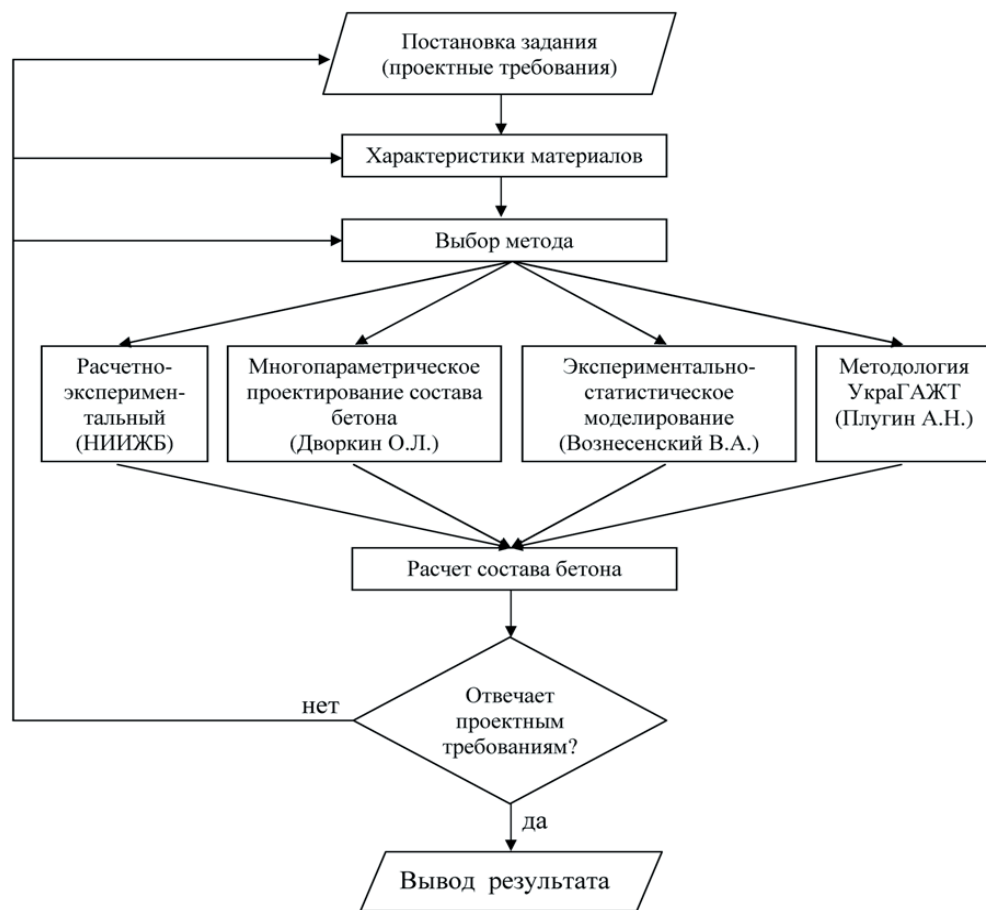 Постановка задания
(проектные требования)
Характеристики материалов
Выбор метода
Расчетно-
эксперимен-
тальный
(НИИЖБ)
Многопараметрическое
проектирование состава
бетона
(Дворкин О.Л.)
Экспериментально-
статистическое
моделирование
(Вознесенский В.А.)
Методология
УкраГАЖТ
(Плугин А.Н.)
Расчет состава бетона
нет
Отвечает
проектным
требованиям?
да
Вывод результата